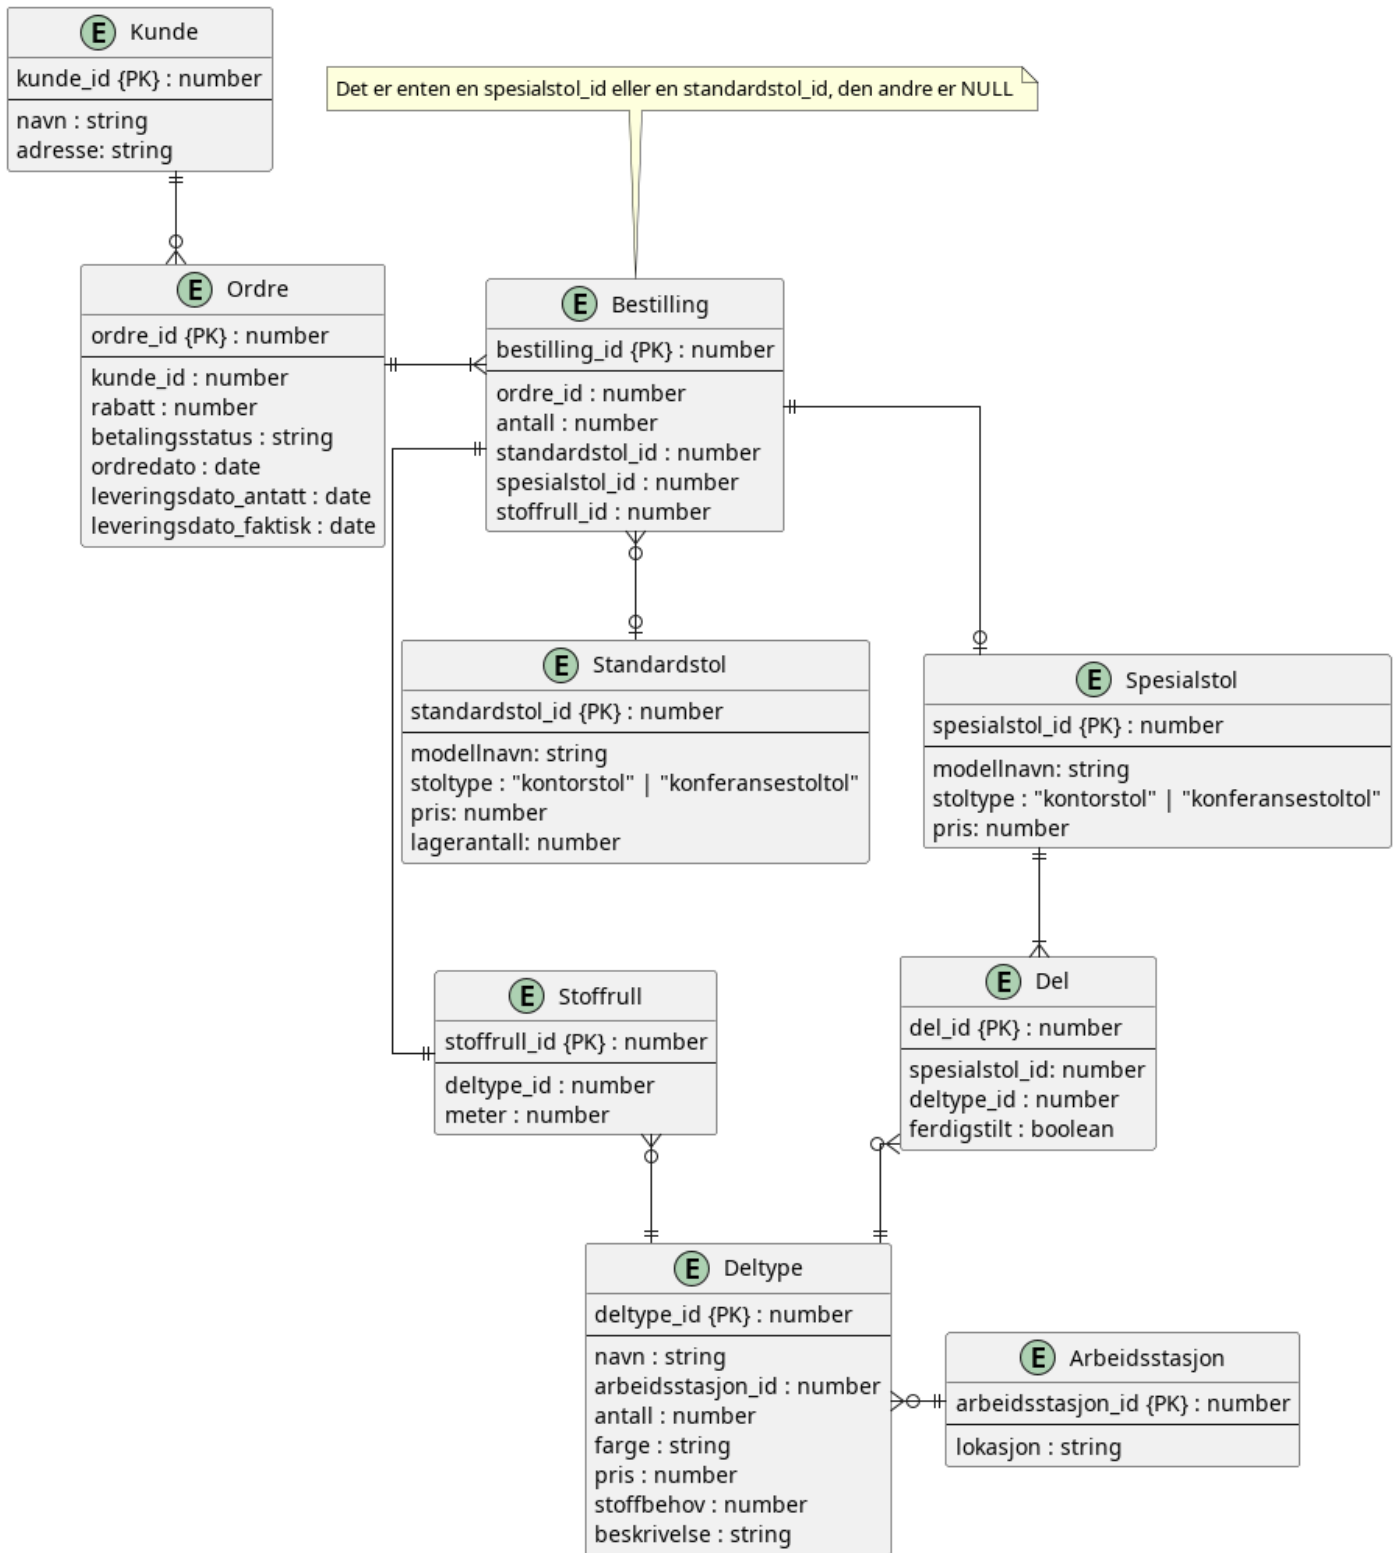 E Kunde
kunde_id {PK} : number
navn : string
adresse: string
Det er enten en spesialstol_id eller en standardstol_id, den andre er NULL
E Ordre
ordre_id {PK} : number
kunde_id : number
rabatt : number
betalingsstatus : string
ordredato : date
leveringsdato_antatt : date
leveringsdato_faktisk : date
E Bestilling
bestilling_id {PK} : number
ordre_id : number
antall : number
standardstol_id : number
spesialstol_id : number
stoffrull_id : number
E Standardstol
standardstol_id {PK} : number
modellnavn: string
stoltype : "kontorstol" | "konferansestoltol"
pris: number
lagerantall: number
E Spesialstol
spesialstol_id {PK} : number
modellnavn: string
stoltype : "kontorstol" | "konferansestoltol"
pris: number
E Stoffrull
stoffrull_id {PK} : number
deltype_id : number
meter : number
E Del
del_id {PK} : number
spesialstol_id: number
deltype_id : number
ferdigstilt : boolean
E Deltype
deltype_id {PK} : number
navn : string
arbeidsstasjon_id : number
antall : number
farge : string
pris : number
stoffbehov : number
beskrivelse : string
E Arbeidsstasjon
arbeidsstasjon_id {PK} : number
lokasjon : string